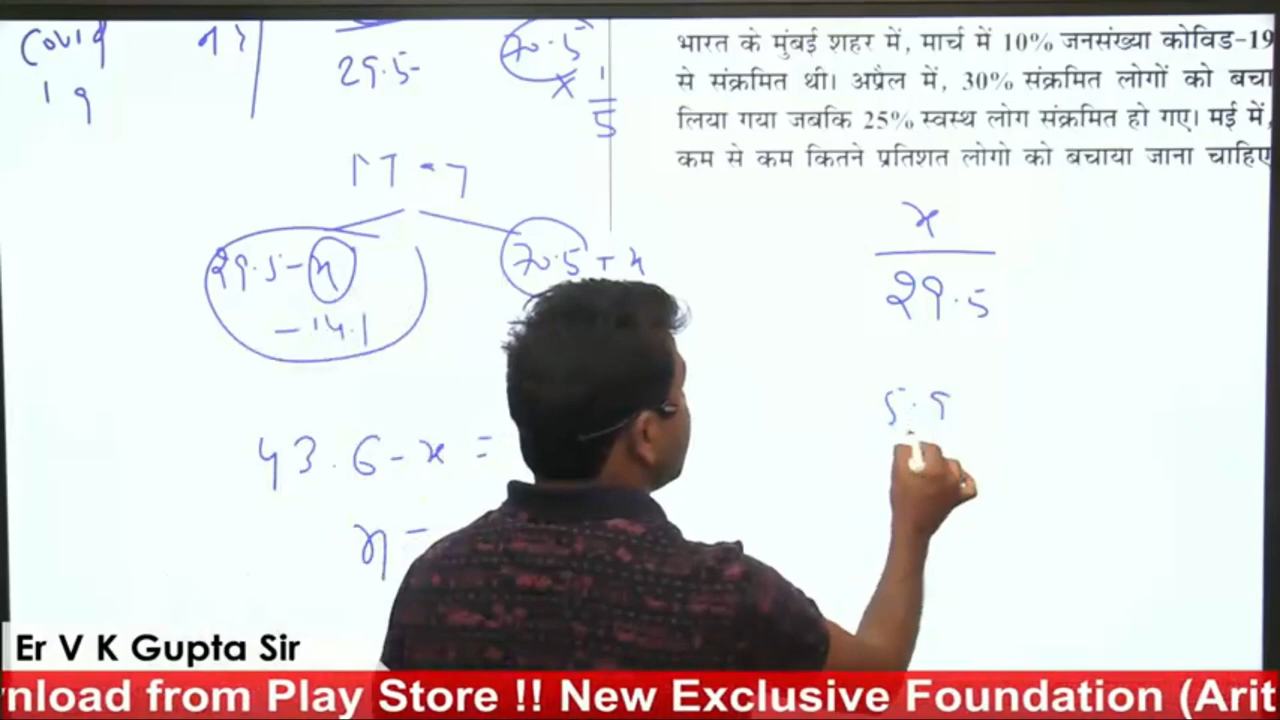 Covid
19
29.5
70.5
× 1/5
भारत के मुंबई शहर में, मार्च में 10% जनसंख्या कोविड-19
से संक्रमित थी। अप्रैल में, 30% संक्रमित लोगों को बचा
लिया गया जबकि 25% स्वस्थ लोग संक्रमित हो गए। मई में,
कम से कम कितने प्रतिशत लोगो को बचाया जाना चाहिए
29.5 - x
- 14.1
70.5 + x
x
29.5
5.9
43.6 - x =
x =
Er V K Gupta Sir
nload from Play Store !! New Exclusive Foundation (Arit